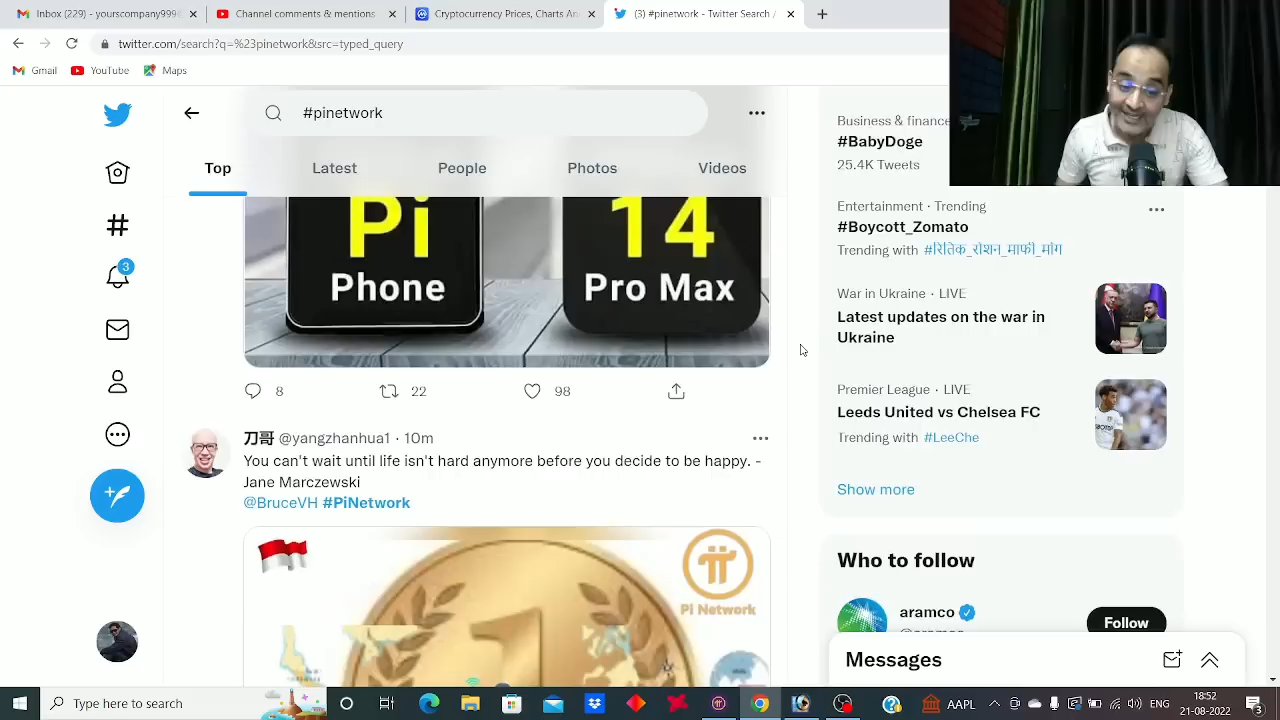 (9) Inbox - yourcompany999
Channel comments & mentions
Cryptocurrency Prices, Charts An
(3) #pinetwork - Twitter Search /
twitter.com/search?q=%23pinetwork&src=typed_query
Gmail
YouTube
Maps
#pinetwork
Top
Latest
People
Photos
Videos
Business & finance
#BabyDoge
25.4K Tweets
Entertainment · Trending
#Boycott_Zomato
Trending with #रितिक_रोशन_माफी_मांग
War in Ukraine · LIVE
Latest updates on the war in
Ukraine
Premier League · LIVE
Leeds United vs Chelsea FC
Trending with #LeeChe
Show more
Who to follow
aramco
Follow
Messages
3
Pi
Phone
14
Pro Max
8
22
98
刀哥 @yangzhanhua1 · 10m
You can't wait until life isn't hard anymore before you decide to be happy. -
Jane Marczewski
@BruceVH #PiNetwork
Pi Network
1
Type here to search
AAPL
ENG
18:52
21-08-2022
3